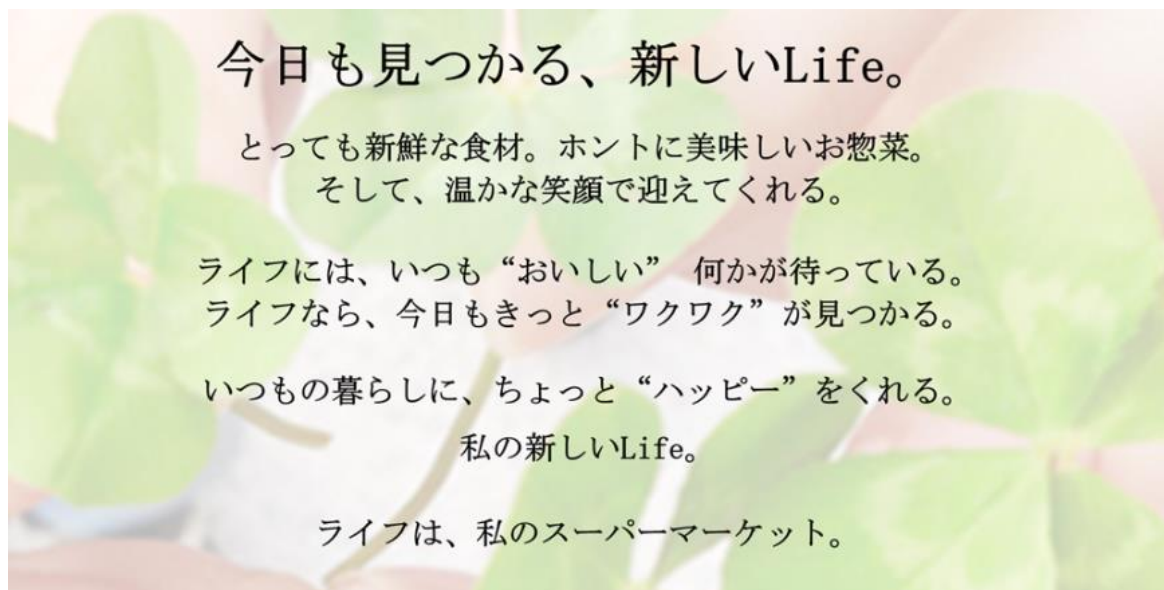 今日も見つかる、新しいLife。
とっても新鮮な食材。ホントに美味しいお惣菜。
そして、温かな笑顔で迎えてくれる。
ライフには、いつも“おいしい” 何かが待っている。
ライフなら、今日もきっと“ワクワク”が見つかる。
いつもの暮らしに、ちょっと“ハッピー”をくれる。
私の新しいLife。
ライフは、私のスーパーマーケット。